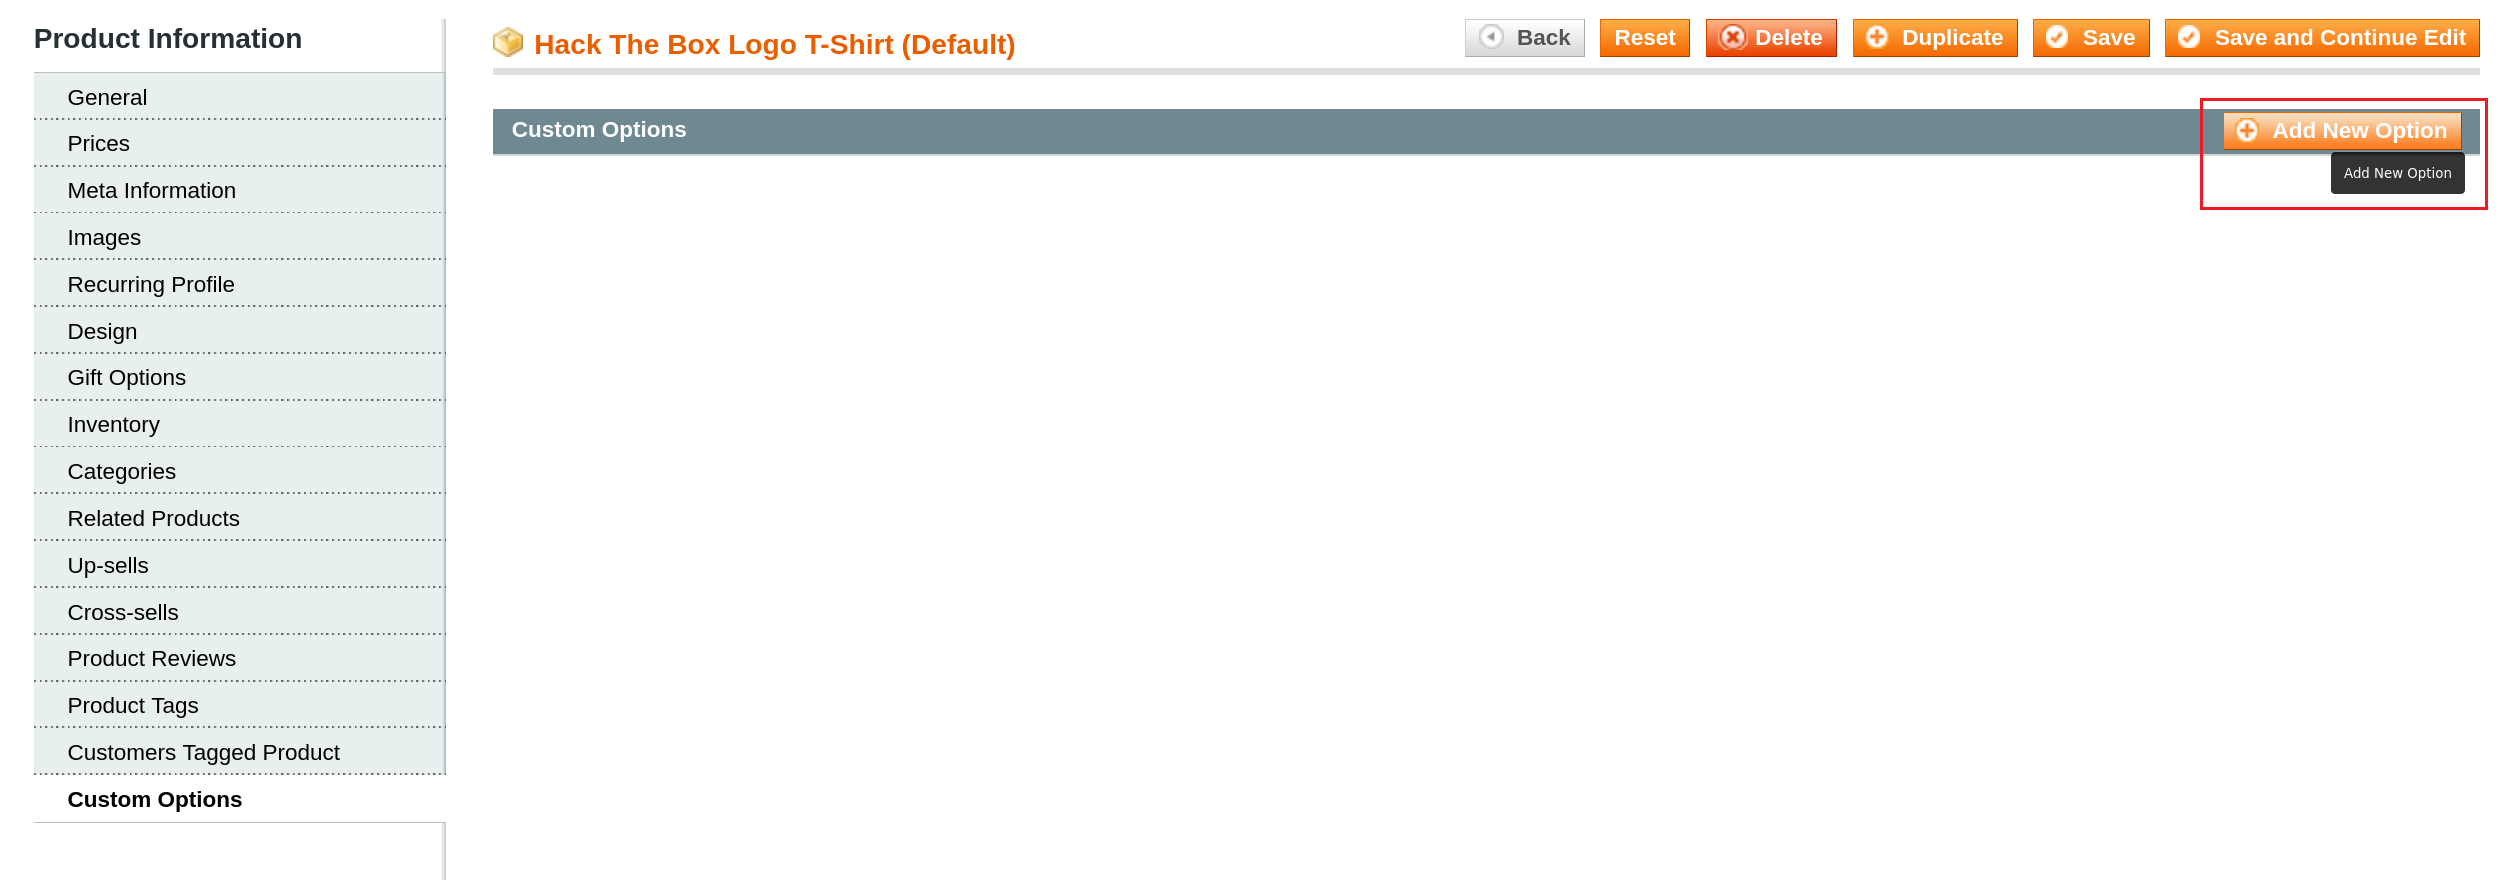 Product Information
General
Prices
Meta Information
Images
Recurring Profile
Design
Gift Options
Inventory
Categories
Related Products
Up-sells
Cross-sells
Product Reviews
Product Tags
Customers Tagged Product
Custom Options
Hack The Box Logo T-Shirt (Default)
Back Reset Delete Duplicate Save Save and Continue Edit
Custom Options
Add New Option
Add New Option